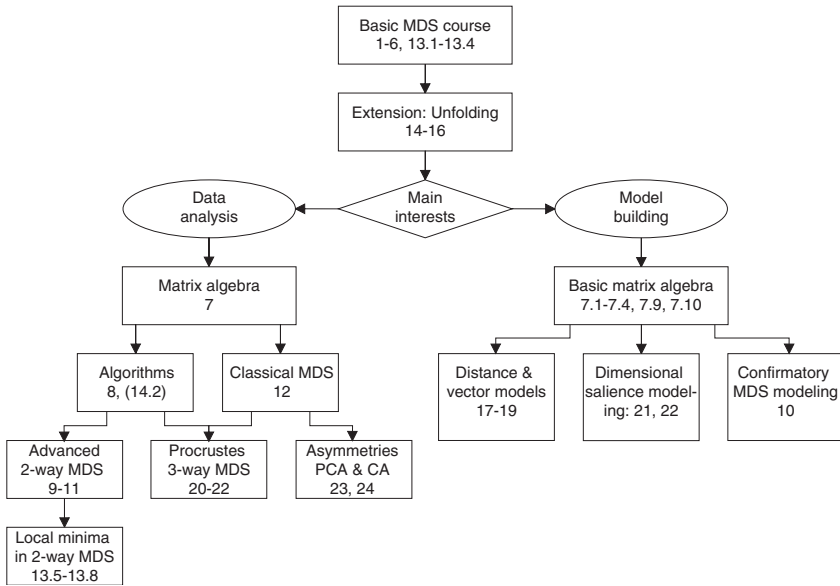 Basic MDS course
1-6, 13.1-13.4
Extension: Unfolding
14-16
Data
analysis
Main
interests
Model
building
Matrix algebra
7
Basic matrix algebra
7.1-7.4, 7.9, 7.10
Algorithms
8, (14.2)
Classical MDS
12
Distance &
vector models
17-19
Dimensional
salience model-
ing: 21, 22
Confirmatory
MDS modeling
10
Advanced
2-way MDS
9-11
Procrustes
3-way MDS
20-22
Asymmetries
PCA & CA
23, 24
Local minima
in 2-way MDS
13.5-13.8